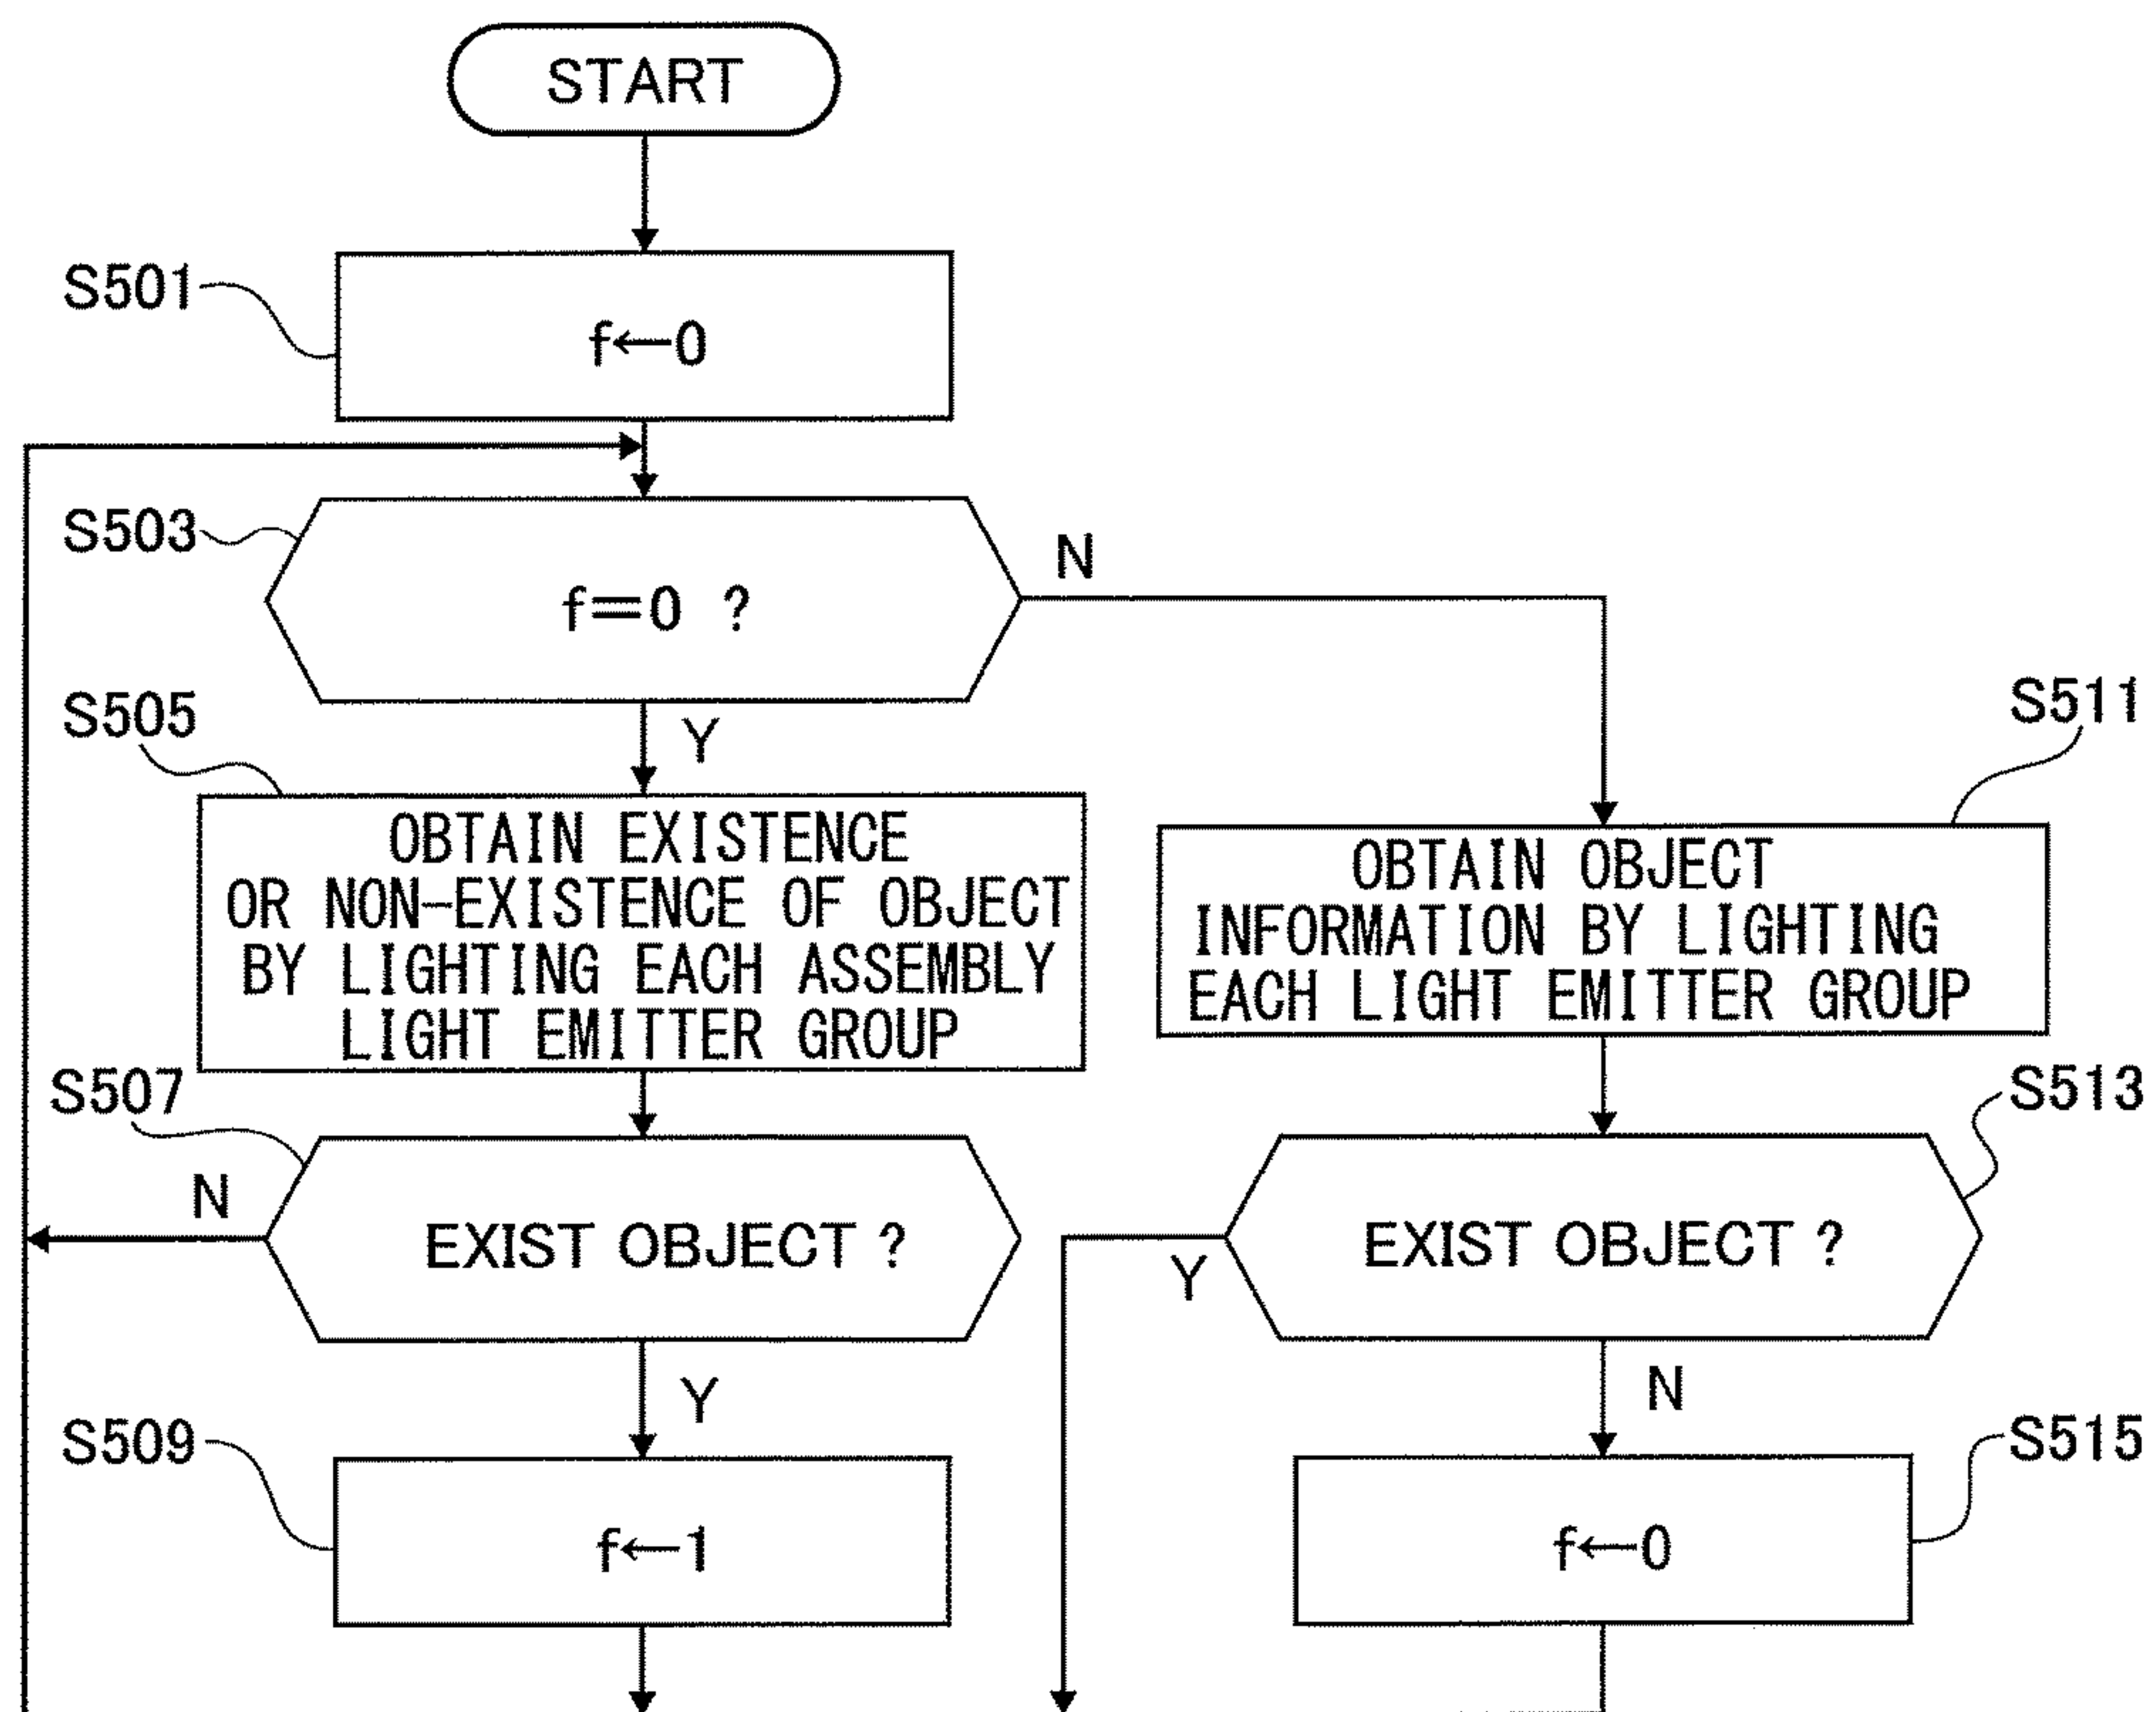 START
S501
f←0
S503
f=0 ?
N
Y
S505
OBTAIN EXISTENCE
OR NON-EXISTENCE OF OBJECT
BY LIGHTING EACH ASSEMBLY
LIGHT EMITTER GROUP
S511
OBTAIN OBJECT
INFORMATION BY LIGHTING
EACH LIGHT EMITTER GROUP
S507
N
EXIST OBJECT ?
Y
S513
EXIST OBJECT ?
Y
N
S509
f←1
S515
f←0